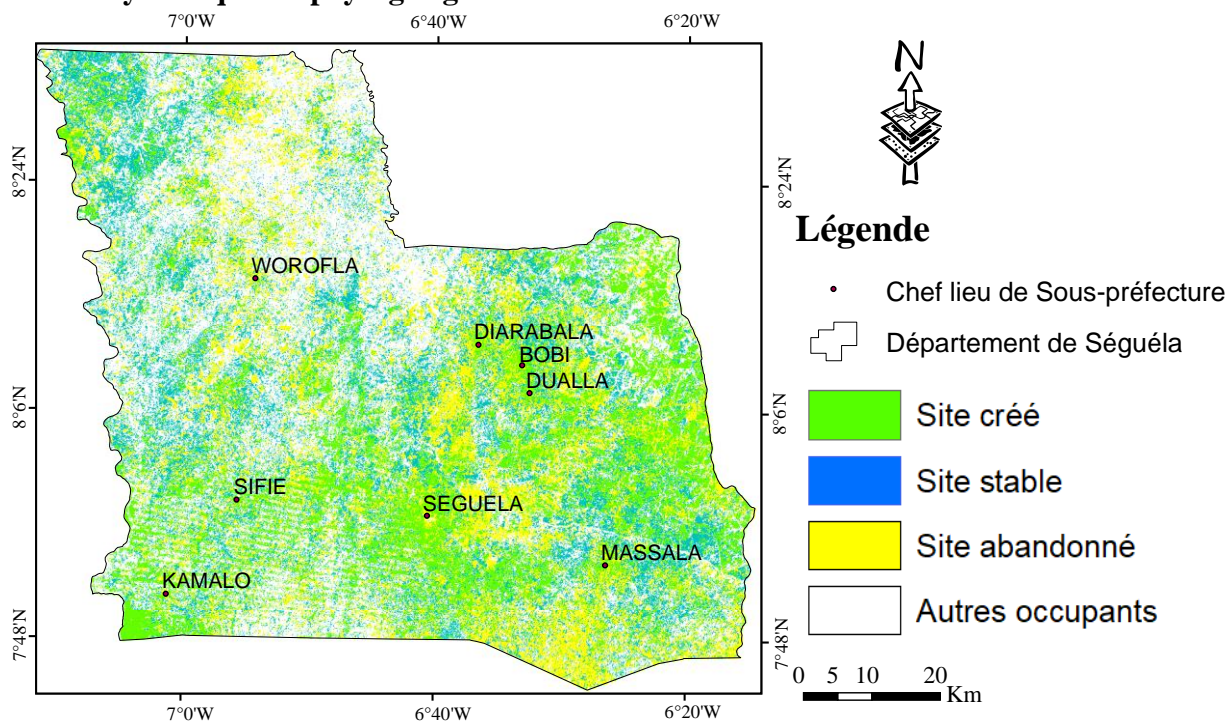 7°0'W 6°40'W 6°20'W
N
8°24'N
8°24'N
Légende
WOROFLA
Chef lieu de Sous-préfecture
DIARABALA
Département de Séguéla
BOBI
DUALLA
8°6'N
8°6'N
Site créé
Site stable
SIFIE
SEGUELA
Site abandonné
MASSALA
KAMALO
Autres occupants
7°48'N
7°48'N
0 5 10 20
Km
7°0'W 6°40'W 6°20'W